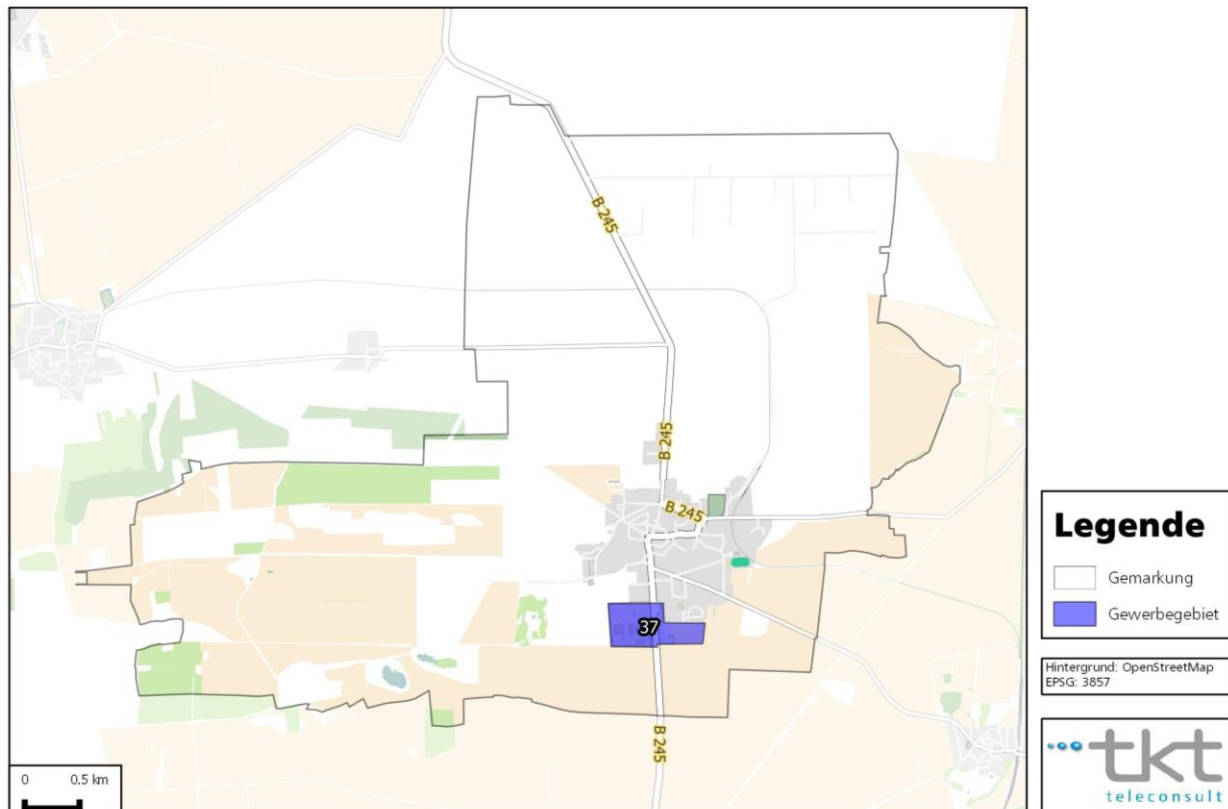 B 245
B 245
B 245
37
B 245
0 0.5 km
Legende
Gemarkung
Gewerbegebiet
Hintergrund: OpenStreetMap
EPSG: 3857
tkt
teleconsult